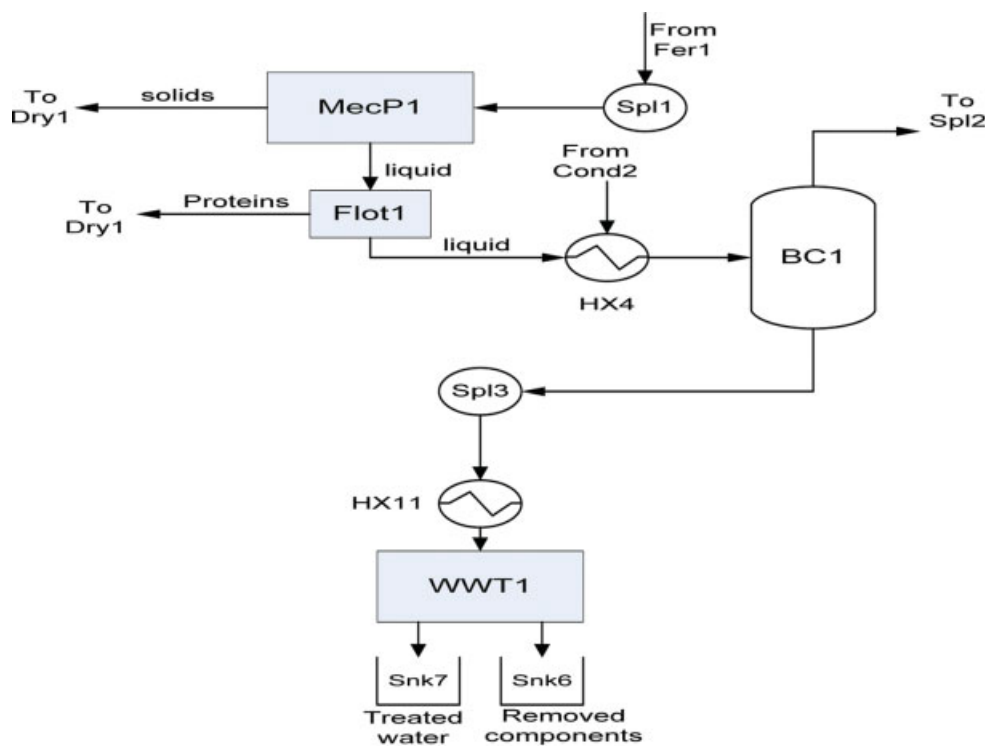 From
Fer1
To
Dry1
solids
MecP1
Spl1
To
Spl2
liquid
From
Cond2
To
Dry1
Proteins
Flot1
liquid
HX4
BC1
Spl3
HX11
WWT1
Snk7
Snk6
Treated
water
Removed
components